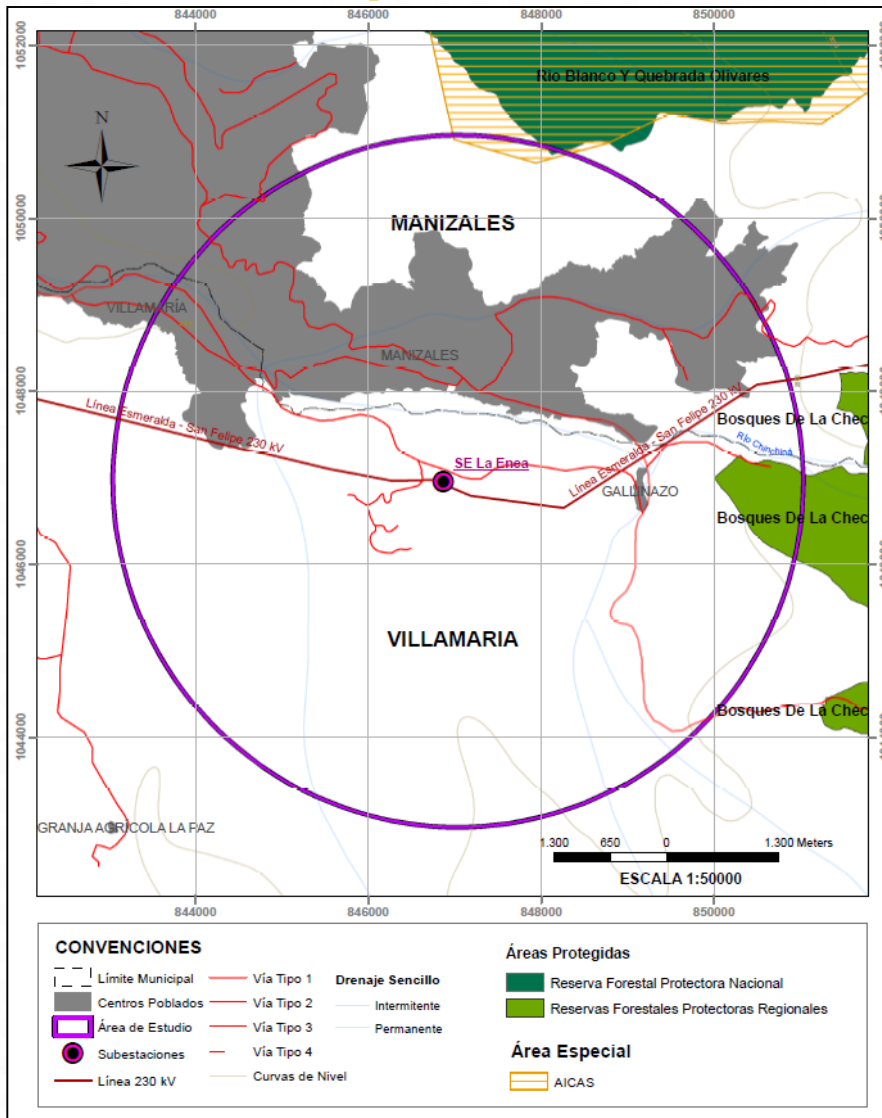 844000 846000 848000 850000
1052000
Rio Blanco Y Quebrada Olivares
N
1050000
MANIZALES
VILLAMARÍA
MANIZALES
1048000
Línea Esmeralda - San Felipe 230 kV
Línea Esmeralda - San Felipe 230 kV
Bosques De La Chec
Río Chinchiná
SE La Enea
GALLINAZO
Bosques De La Chec
1046000
VILLAMARIA
Bosques De La Chec
1044000
GRANJA AGRÍCOLA LA PAZ
1.300 650 0 1.300 Meters
ESCALA 1:50000
844000 846000 848000 850000
CONVENCIONES
Límite Municipal
Centros Poblados
Área de Estudio
Subestaciones
Línea 230 kV
Vía Tipo 1
Vía Tipo 2
Vía Tipo 3
Vía Tipo 4
Curvas de Nivel
Drenaje Sencillo
Intermitente
Permanente
Áreas Protegidas
Reserva Forestal Protectora Nacional
Reservas Forestales Protectoras Regionales
Área Especial
AICAS